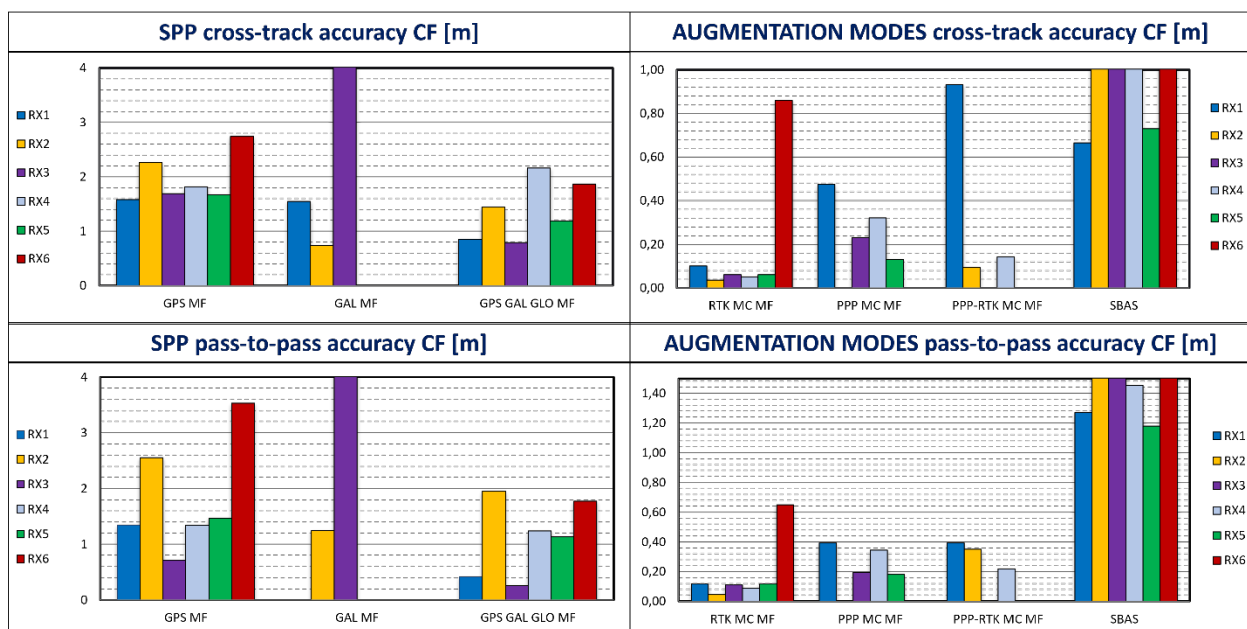 SPP cross-track accuracy CF [m]
RX1
RX2
RX3
RX4
RX5
RX6
4
3
2
1
0
GPS MF
GAL MF
GPS GAL GLO MF
AUGMENTATION MODES cross-track accuracy CF [m]
1,00
0,80
0,60
0,40
0,20
0,00
RTK MC MF
PPP MC MF
PPP-RTK MC MF
SBAS
RX1
RX2
RX3
RX4
RX5
RX6
SPP pass-to-pass accuracy CF [m]
RX1
RX2
RX3
RX4
RX5
RX6
4
3
2
1
0
GPS MF
GAL MF
GPS GAL GLO MF
AUGMENTATION MODES pass-to-pass accuracy CF [m]
1,40
1,20
1,00
0,80
0,60
0,40
0,20
0,00
RTK MC MF
PPP MC MF
PPP-RTK MC MF
SBAS
RX1
RX2
RX3
RX4
RX5
RX6